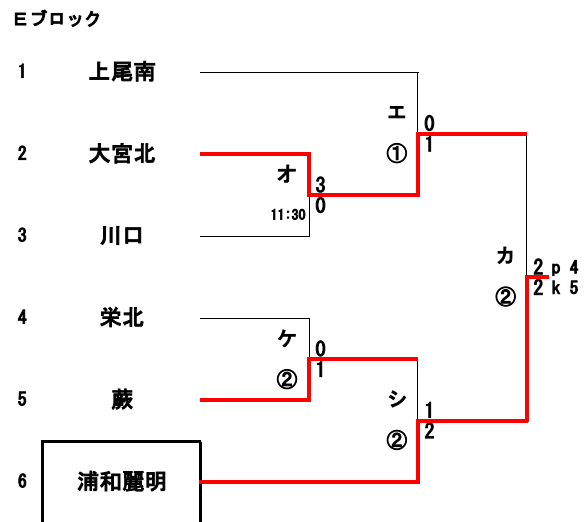 Eブロック
1 上尾南
エ 0
① 1
2 大宮北
オ 3
11:30 0
3 川口
カ 2 p 4
② 2 k 5
4 栄北
ケ 0
② 1
5 蕨
シ 1
② 2
6 浦和麗明